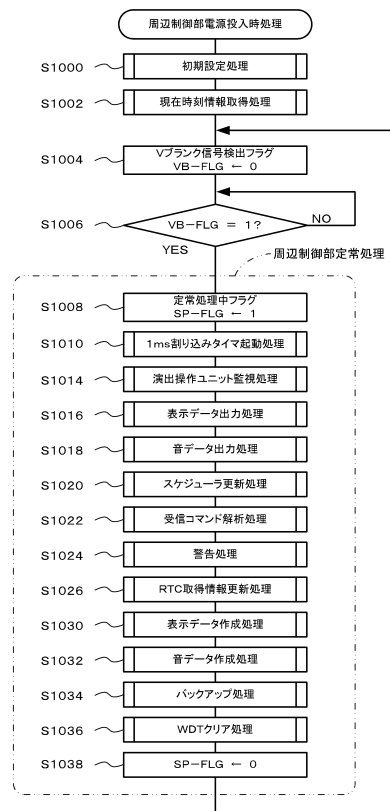 周辺制御部電源投入時処理
S1000
初期設定処理
S1002
現在時刻情報取得処理
S1004
Vブランク信号検出フラグ
VB-FLG ← 0
S1006
VB-FLG = 1?
NO
YES
周辺制御部定常処理
S1008
定常処理中フラグ
SP-FLG ← 1
S1010
1ms割り込みタイマ起動処理
S1014
演出操作ユニット監視処理
S1016
表示データ出力処理
S1018
音データ出力処理
S1020
スケジューラ更新処理
S1022
受信コマンド解析処理
S1024
警告処理
S1026
RTC取得情報更新処理
S1030
表示データ作成処理
S1032
音データ作成処理
S1034
バックアップ処理
S1036
WDTクリア処理
S1038
SP-FLG ← 0